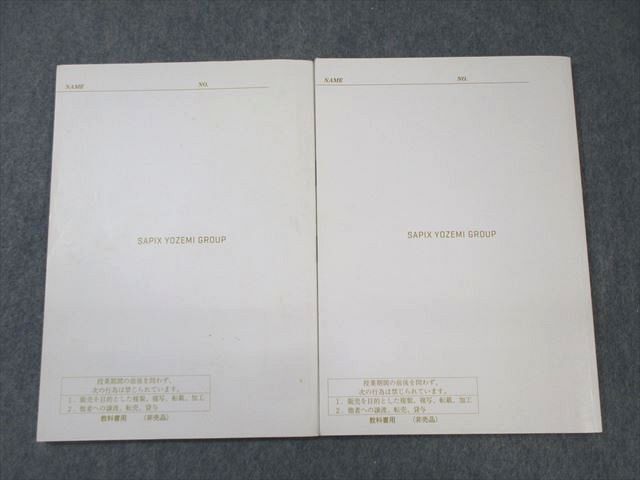 NAME NO.
SAPIX YOZEMI GROUP
授業期間の前後を問わず、
次の行為は禁じられています。
1．販売を目的とした複製、複写、転載、加工
2．他者への譲渡、転売、貸与
教科書用 （非売品）
NAME NO.
SAPIX YOZEMI GROUP
授業期間の前後を問わず、
次の行為は禁じられています。
1．販売を目的とした複製、複写、転載、加工
2．他者への譲渡、転売、貸与
教科書用 （非売品）